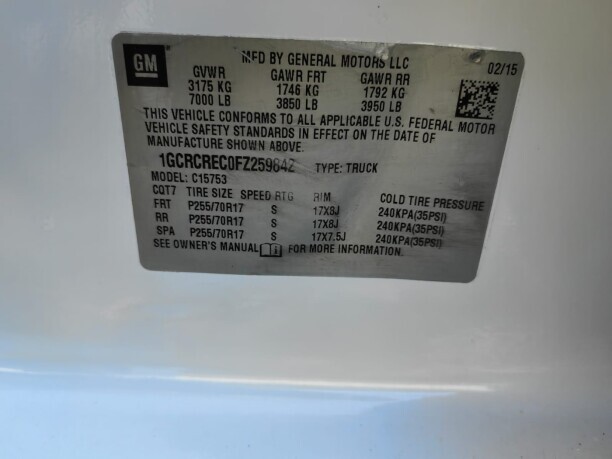 GM
MFD BY GENERAL MOTORS LLC
02/15
GVWR GAWR FRT GAWR RR
3175 KG 1746 KG 1792 KG
7000 LB 3850 LB 3950 LB
THIS VEHICLE CONFORMS TO ALL APPLICABLE U.S. FEDERAL MOTOR
VEHICLE SAFETY STANDARDS IN EFFECT ON THE DATE OF
MANUFACTURE SHOWN ABOVE.
1GCRCREC0FZ259842 TYPE: TRUCK
MODEL: C15753
CQT7 TIRE SIZE SPEED RTG RIM COLD TIRE PRESSURE
FRT P255/70R17 S 17X8J 240KPA(35PSI)
RR P255/70R17 S 17X8J 240KPA(35PSI)
SPA P255/70R17 S 17X7.5J 240KPA(35PSI)
SEE OWNER'S MANUAL FOR MORE INFORMATION.